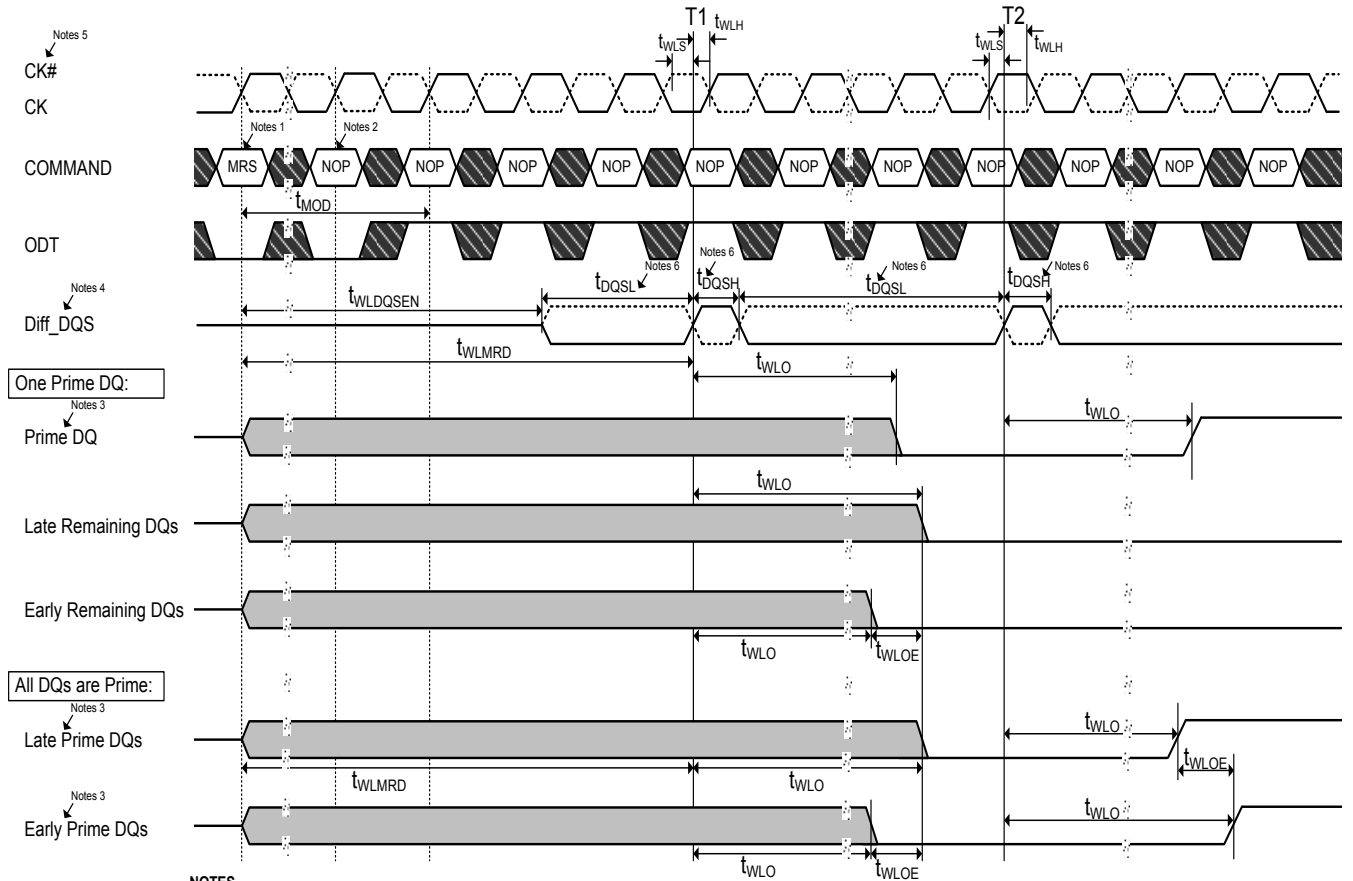 T1 T2
Notes 5
tWLS tWLH tWLS tWLH
CK#
CK
Notes 1 Notes 2
COMMAND MRS NOP NOP NOP NOP NOP NOP NOP NOP NOP NOP NOP
tMOD
ODT
Notes 6 Notes 6 Notes 6 Notes 6
Notes 4
tWLDQSEN tDQSL tDQSH tDQSL tDQSH
Diff_DQS
tWLMRD
tWLO
One Prime DQ:
Notes 3
Prime DQ
tWLO
tWLO
Late Remaining DQs
Early Remaining DQs
tWLO tWLOE
All DQs are Prime:
Notes 3
Late Prime DQs
tWLO
tWLOE
tWLMRD tWLO
Notes 3
Early Prime DQs
tWLO
tWLO tWLOE
NOTES